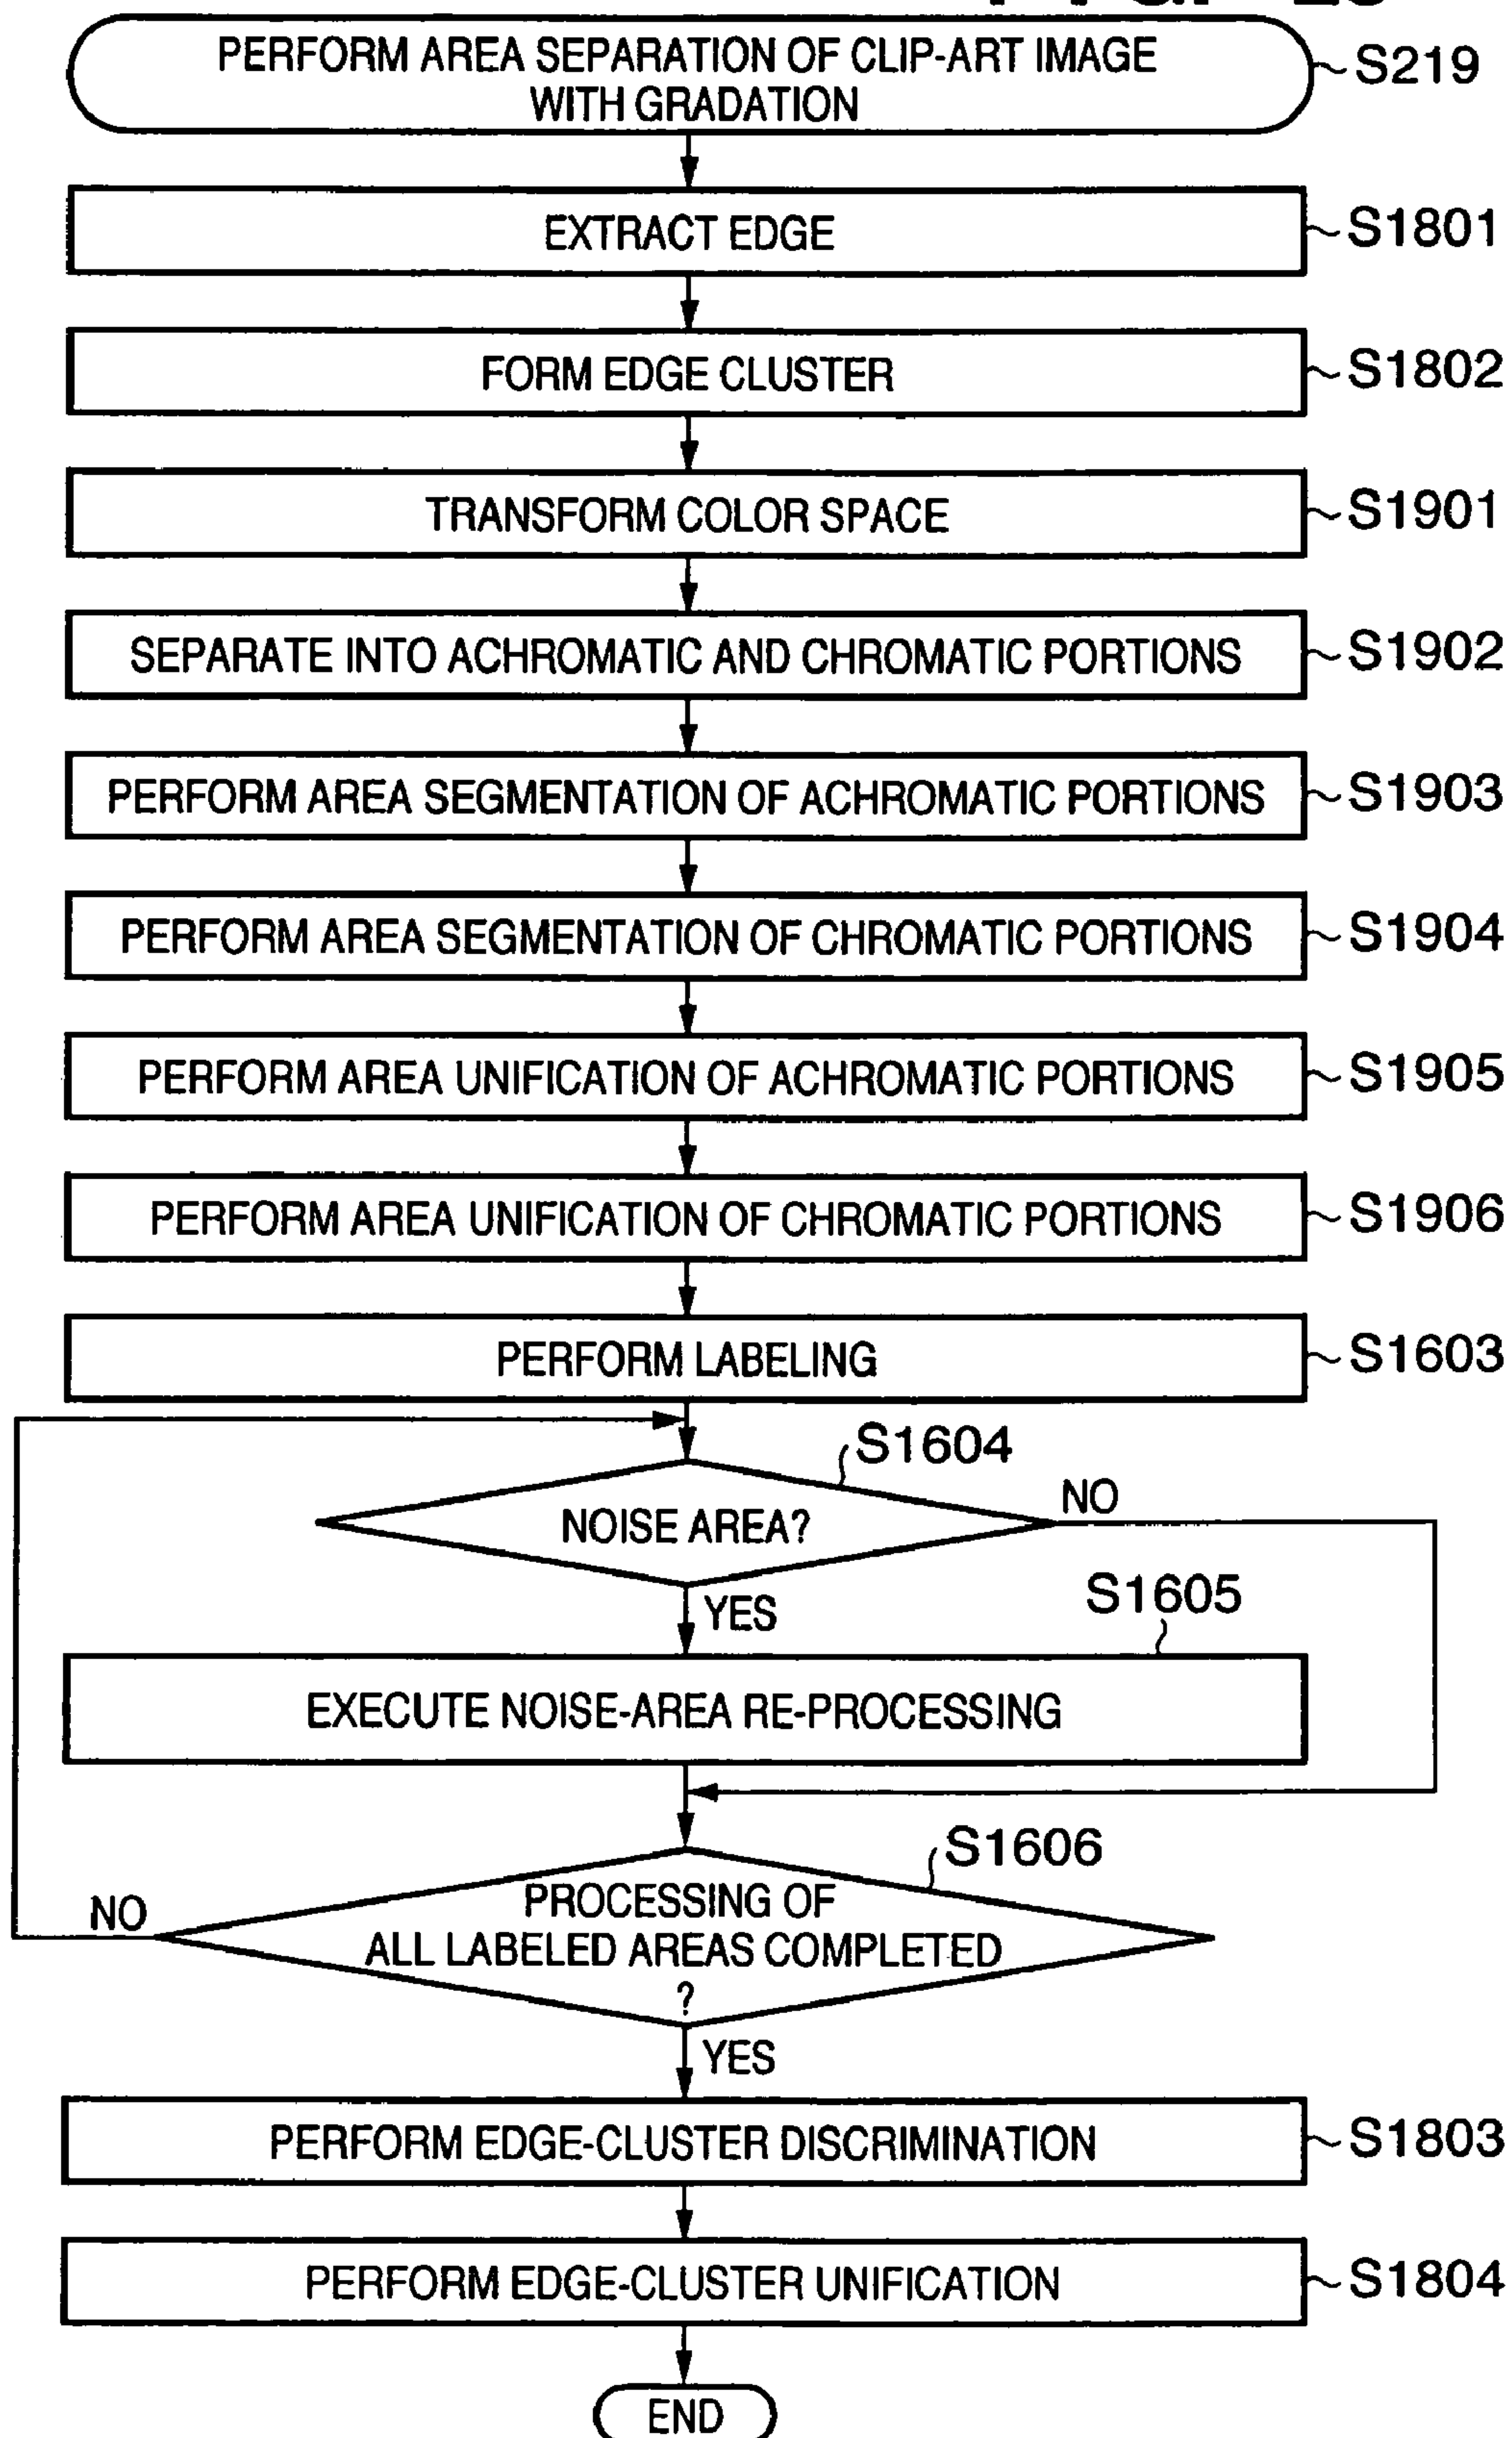 PERFORM AREA SEPARATION OF CLIP-ART IMAGE
WITH GRADATION
S219
EXTRACT EDGE
S1801
FORM EDGE CLUSTER
S1802
TRANSFORM COLOR SPACE
S1901
SEPARATE INTO ACHROMATIC AND CHROMATIC PORTIONS
S1902
PERFORM AREA SEGMENTATION OF ACHROMATIC PORTIONS
S1903
PERFORM AREA SEGMENTATION OF CHROMATIC PORTIONS
S1904
PERFORM AREA UNIFICATION OF ACHROMATIC PORTIONS
S1905
PERFORM AREA UNIFICATION OF CHROMATIC PORTIONS
S1906
PERFORM LABELING
S1603
S1604
NOISE AREA?
NO
YES
S1605
EXECUTE NOISE-AREA RE-PROCESSING
S1606
PROCESSING OF
ALL LABELED AREAS COMPLETED
?
NO
YES
PERFORM EDGE-CLUSTER DISCRIMINATION
S1803
PERFORM EDGE-CLUSTER UNIFICATION
S1804
END